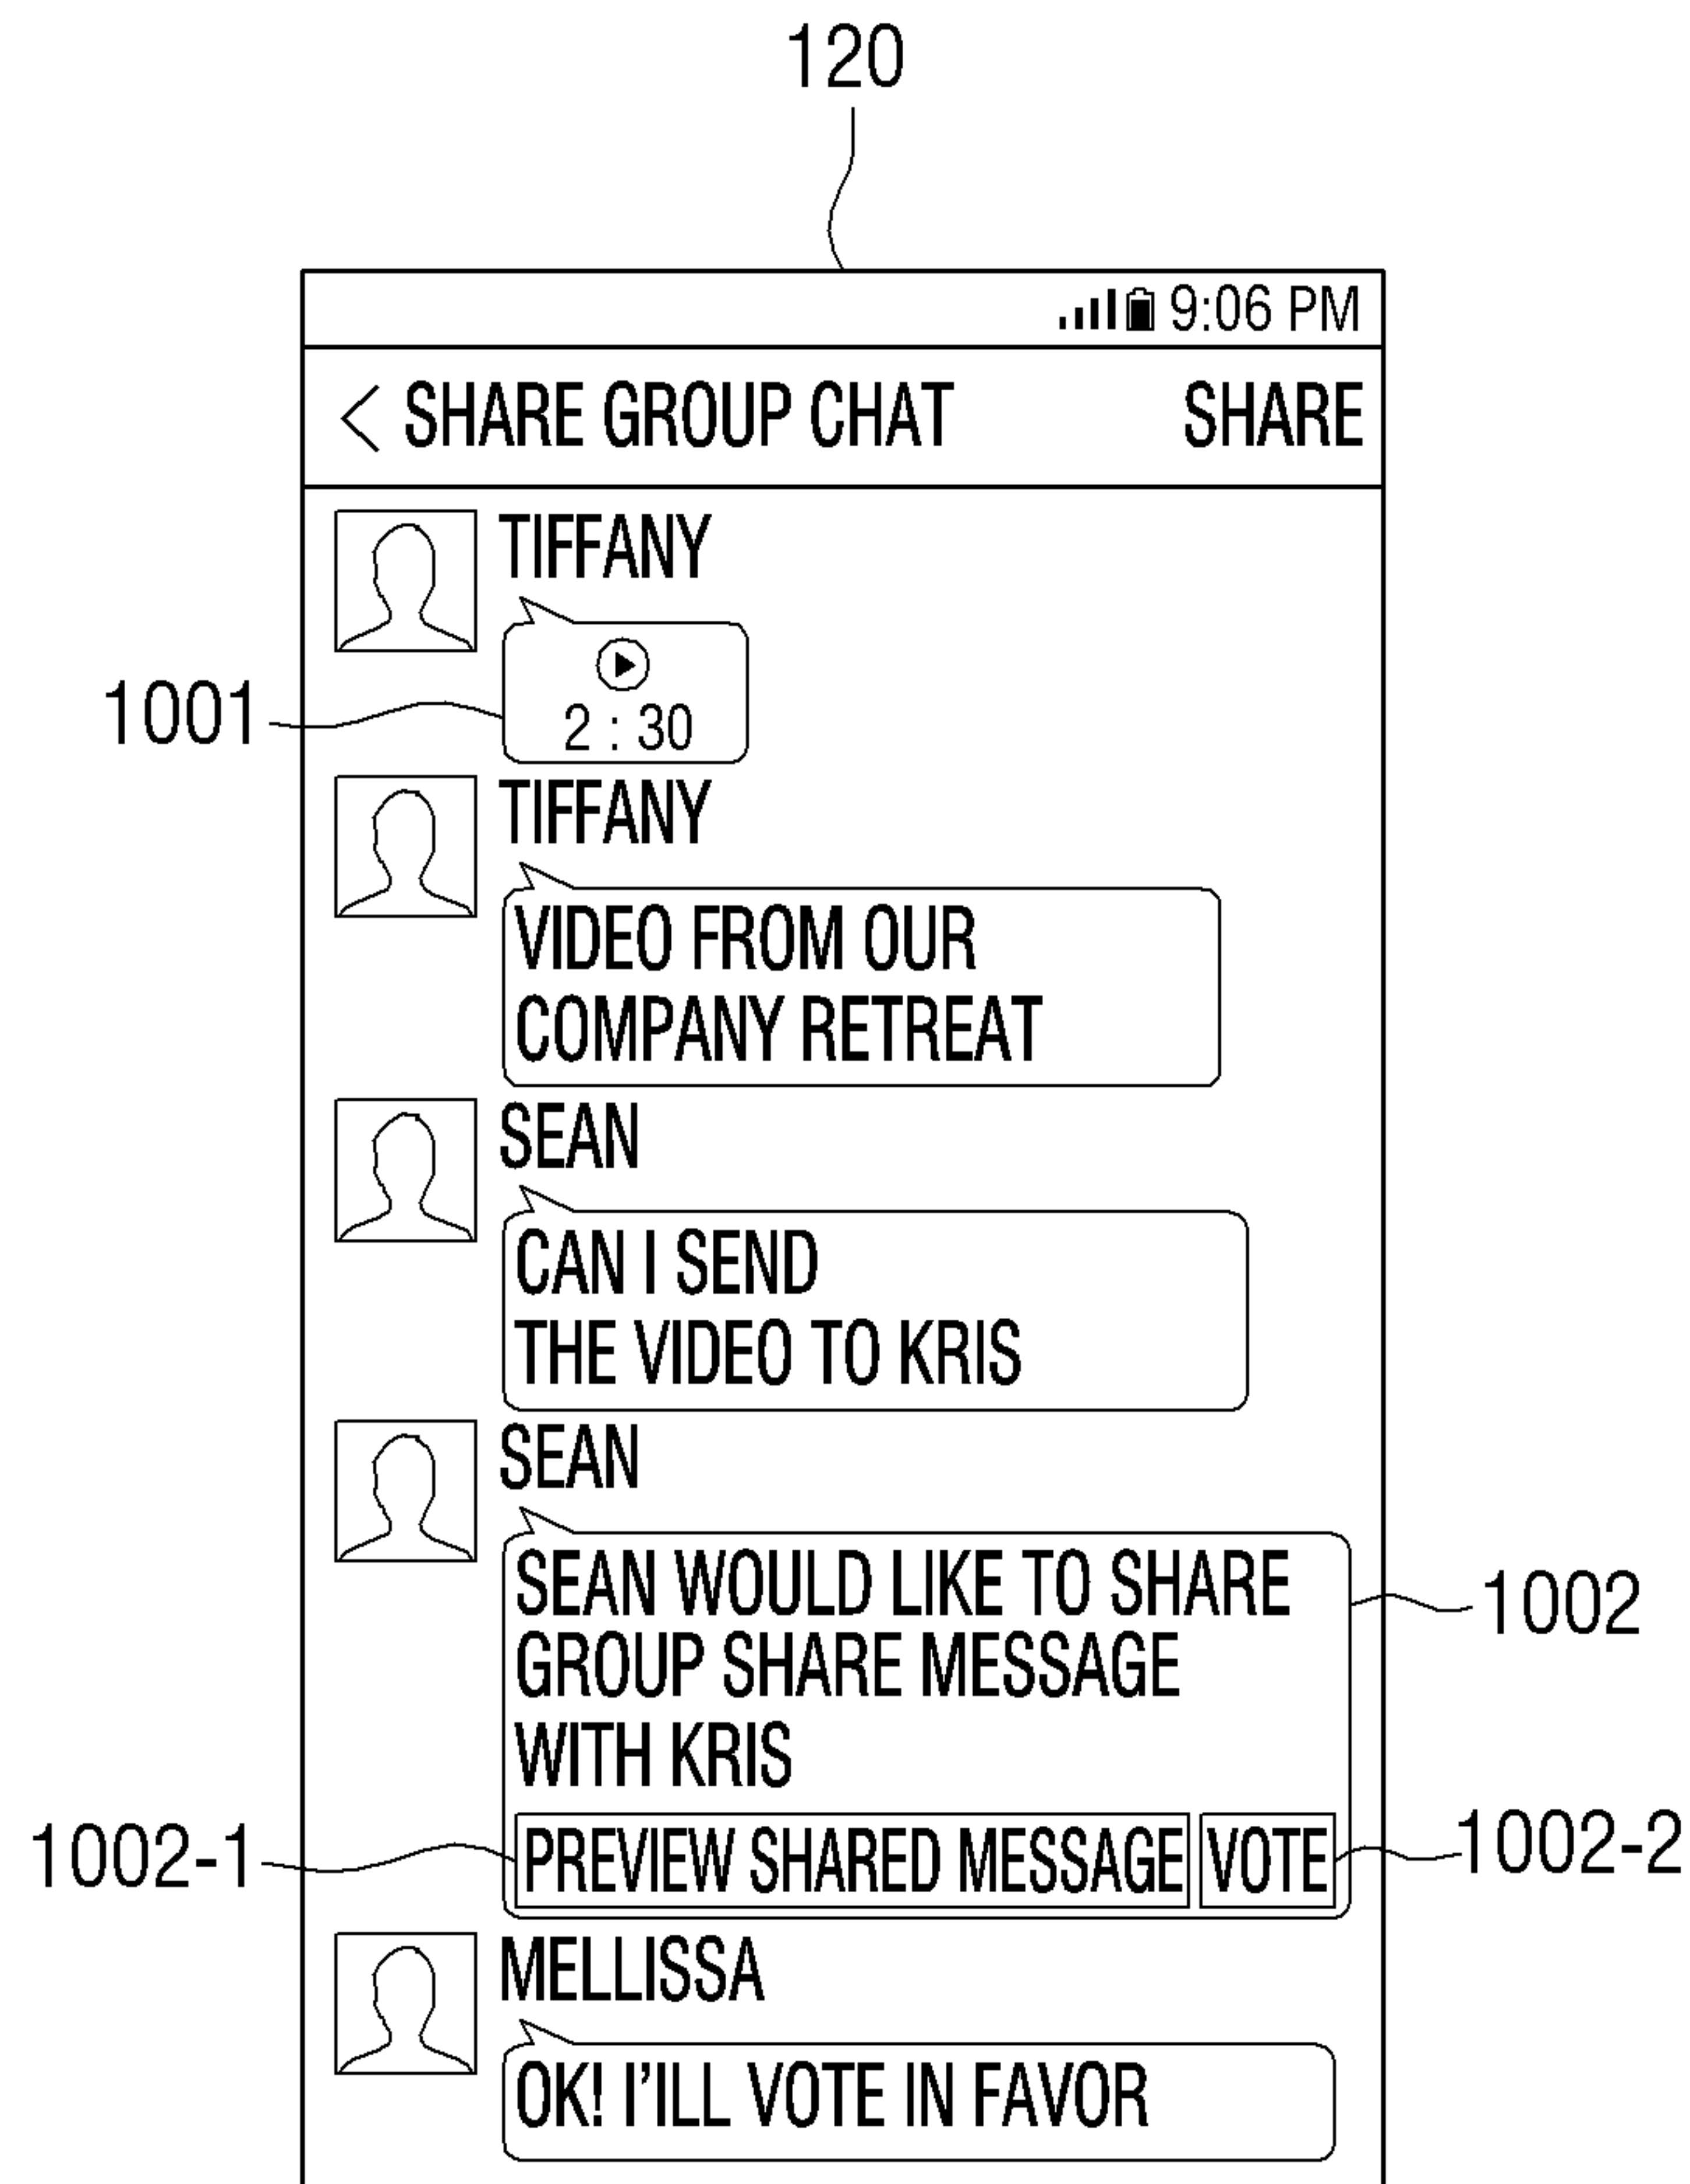 120
9:06 PM
< SHARE GROUP CHAT SHARE
TIFFANY
1001
2 : 30
TIFFANY
VIDEO FROM OUR
COMPANY RETREAT
SEAN
CAN I SEND
THE VIDEO TO KRIS
SEAN
SEAN WOULD LIKE TO SHARE
1002
GROUP SHARE MESSAGE
WITH KRIS
1002-1 PREVIEW SHARED MESSAGE VOTE 1002-2
MELLISSA
OK! I'ILL VOTE IN FAVOR